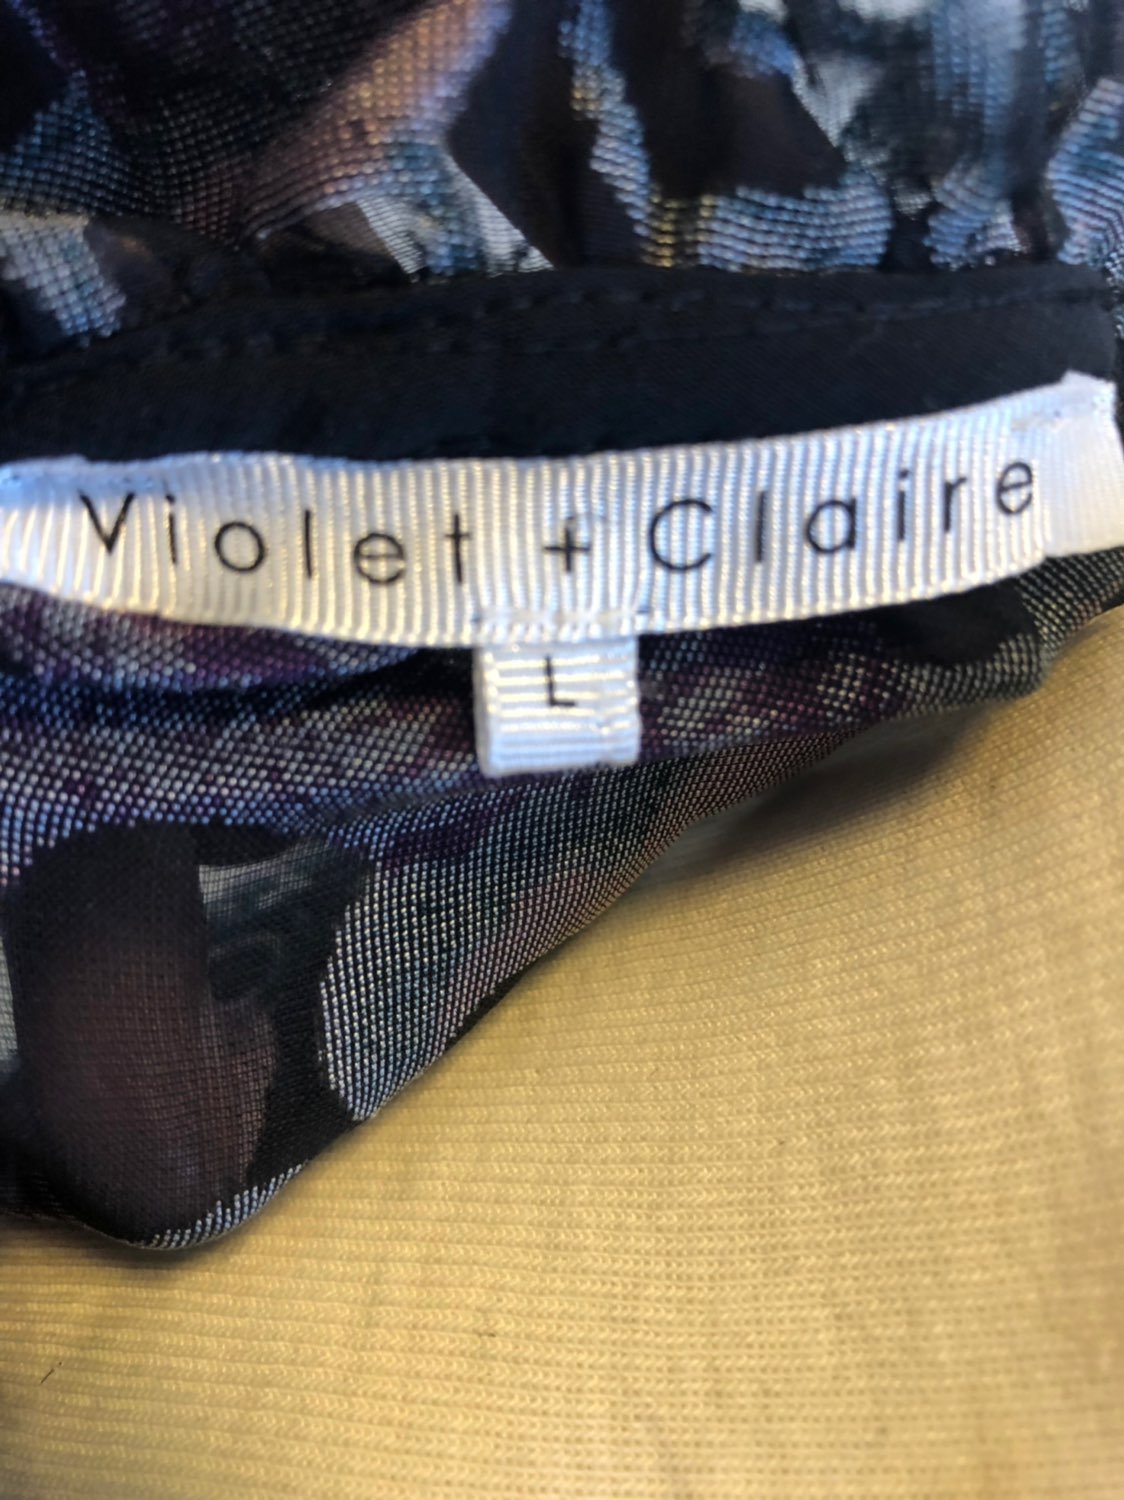 Violet + Claire
L